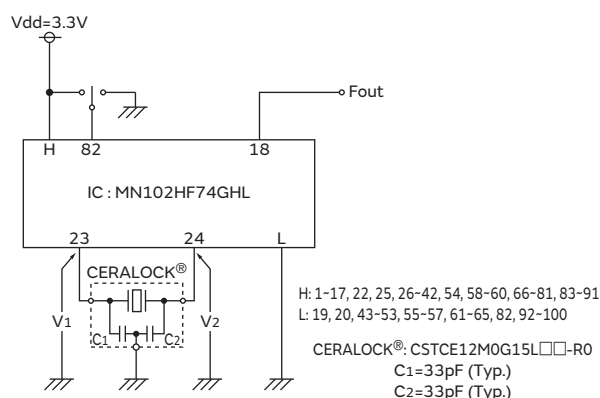 Vdd=3.3V
Fout
H 82 18
IC : MN102HF74GHL
23 24 L
CERALOCK®
V1 C1 C2 V2
H: 1~17, 22, 25, 26~42, 54, 58~60, 66~81, 83~91
L: 19, 20, 43~53, 55~57, 61~65, 82, 92~100
CERALOCK®: CSTCE12M0G15L□□-R0
C1=33pF (Typ.)
C2=33pF (Typ.)